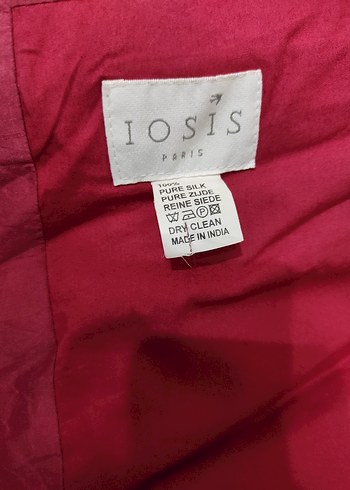 IOSIS
PARIS
100%
PURE SILK
PURE ZIJDE
REINE SEIDE
DRY CLEAN
MADE IN INDIA